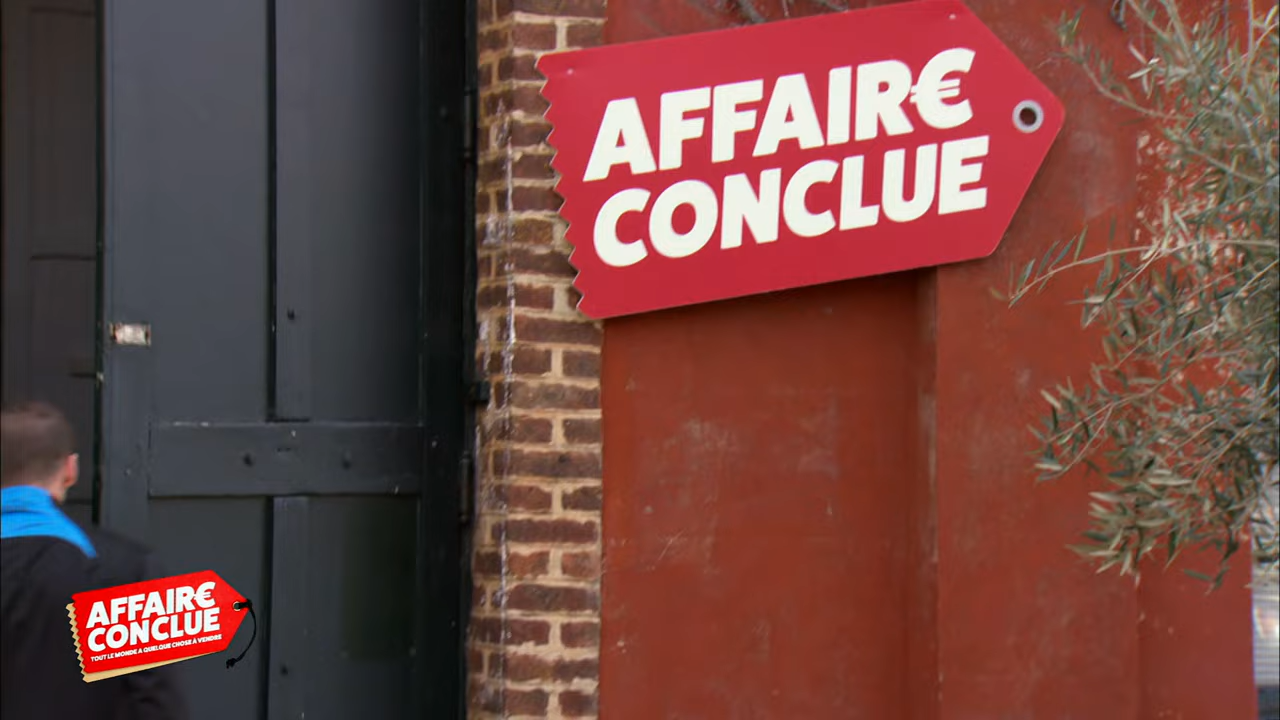 AFFAIR€
CONCLUE
AFFAIR€
CONCLUE
TOUT LE MONDE A QUELQUE CHOSE À VENDRE